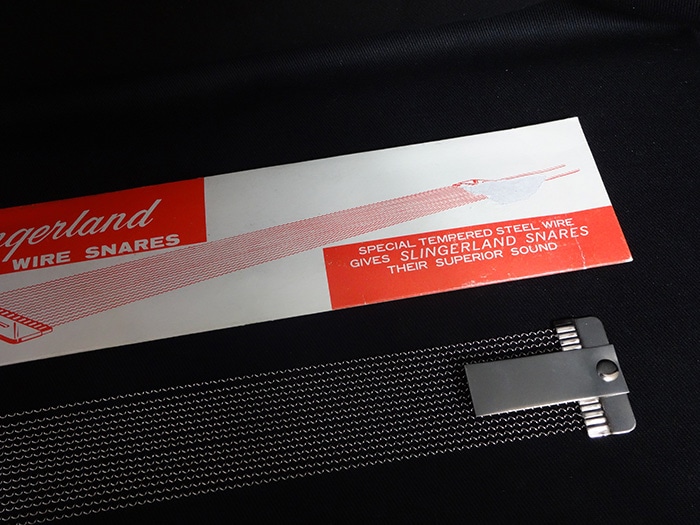 ngerland
WIRE SNARES
SPECIAL TEMPERED STEEL WIRE
GIVES SLINGERLAND SNARES
THEIR SUPERIOR SOUND